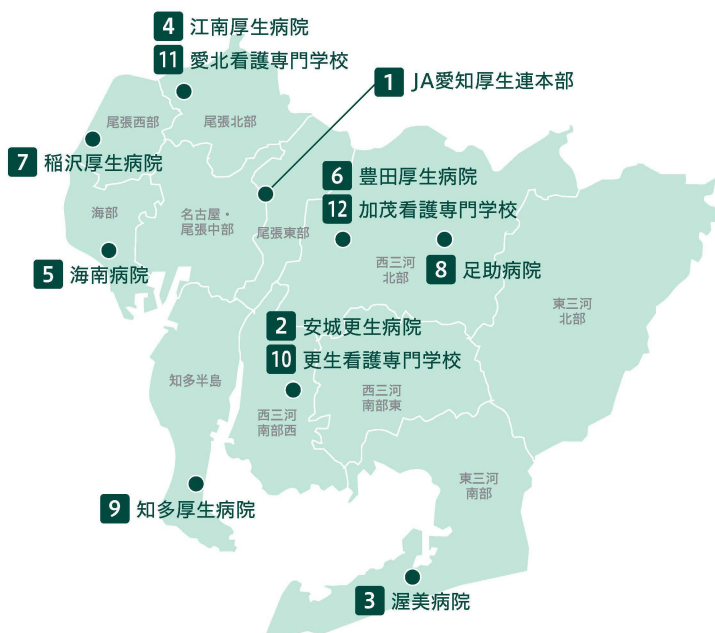 4 江南厚生病院
11 愛北看護専門学校
1 JA愛知厚生連本部
尾張西部
尾張北部
7 稲沢厚生病院
6 豊田厚生病院
12 加茂看護専門学校
海部
名古屋・
尾張中部
尾張東部
5 海南病院
西三河
北部
8 足助病院
東三河
北部
2 安城更生病院
10 更生看護専門学校
知多半島
西三河
南部西
西三河
南部東
東三河
南部
9 知多厚生病院
3 渥美病院